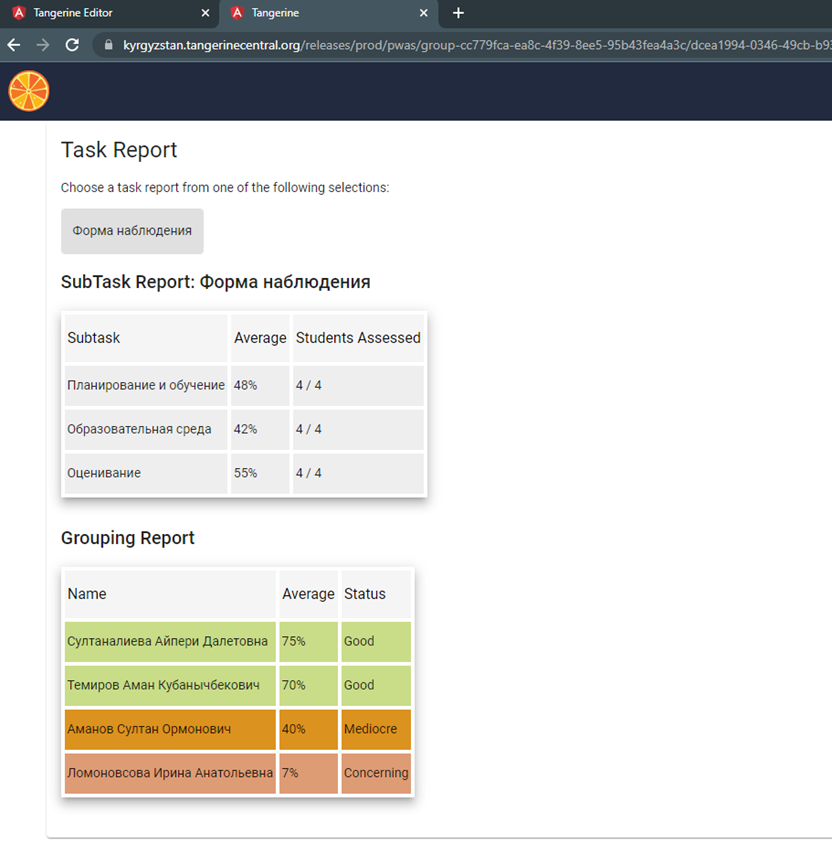 Tangerine Editor
Tangerine
kyrgyzstan.tangerinecentral.org/releases/prod/pwas/group-cc779fca-ea8c-4f39-8ee5-95b43fea4a3c/dcea1994-0346-49cb-b93
Task Report
Choose a task report from one of the following selections:
Форма наблюдения
SubTask Report: Форма наблюдения
Subtask Average Students Assessed
Планирование и обучение 48% 4 / 4
Образовательная среда 42% 4 / 4
Оценивание 55% 4 / 4
Grouping Report
Name Average Status
Султаналиева Айпери Далетовна 75% Good
Темиров Аман Кубанычбекович 70% Good
Аманов Султан Ормонович 40% Mediocre
Ломоновсова Ирина Анатольевна 7% Concerning